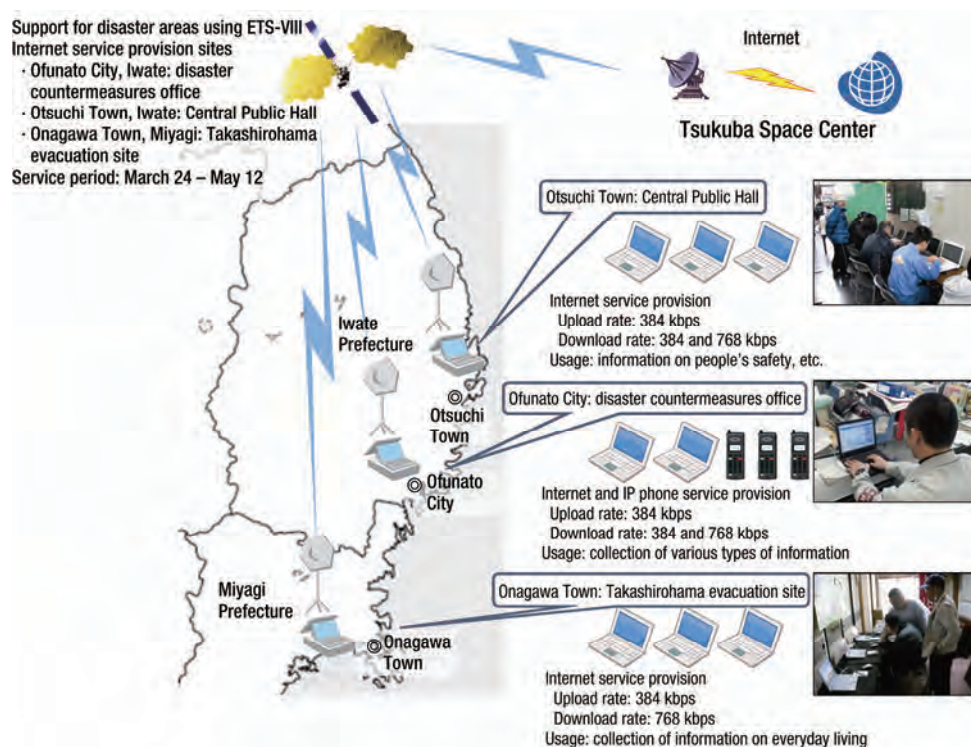 Support for disaster areas using ETS-VIII
Internet service provision sites
· Ofunato City, Iwate: disaster
countermeasures office
· Otsuchi Town, Iwate: Central Public Hall
· Onagawa Town, Miyagi: Takashirohama
evacuation site
Service period: March 24 – May 12
Internet
Tsukuba Space Center
Otsuchi Town: Central Public Hall
Internet service provision
Upload rate: 384 kbps
Download rate: 384 and 768 kbps
Usage: information on people's safety, etc.
Iwate
Prefecture
Otsuchi
Town
Ofunato City: disaster countermeasures office
Internet and IP phone service provision
Upload rate: 384 kbps
Download rate: 384 and 768 kbps
Usage: collection of various types of information
Ofunato
City
Onagawa Town: Takashirohama evacuation site
Internet service provision
Upload rate: 384 kbps
Download rate: 768 kbps
Usage: collection of information on everyday living
Miyagi
Prefecture
Onagawa
Town